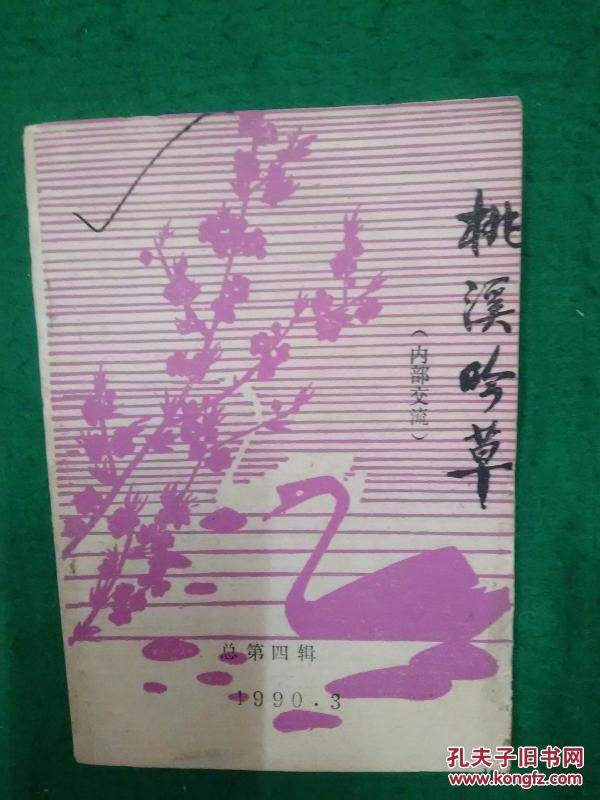 桃溪吟草
（内部交流）
总第四辑
1990.3
孔夫子旧书网
www.kongfz.com